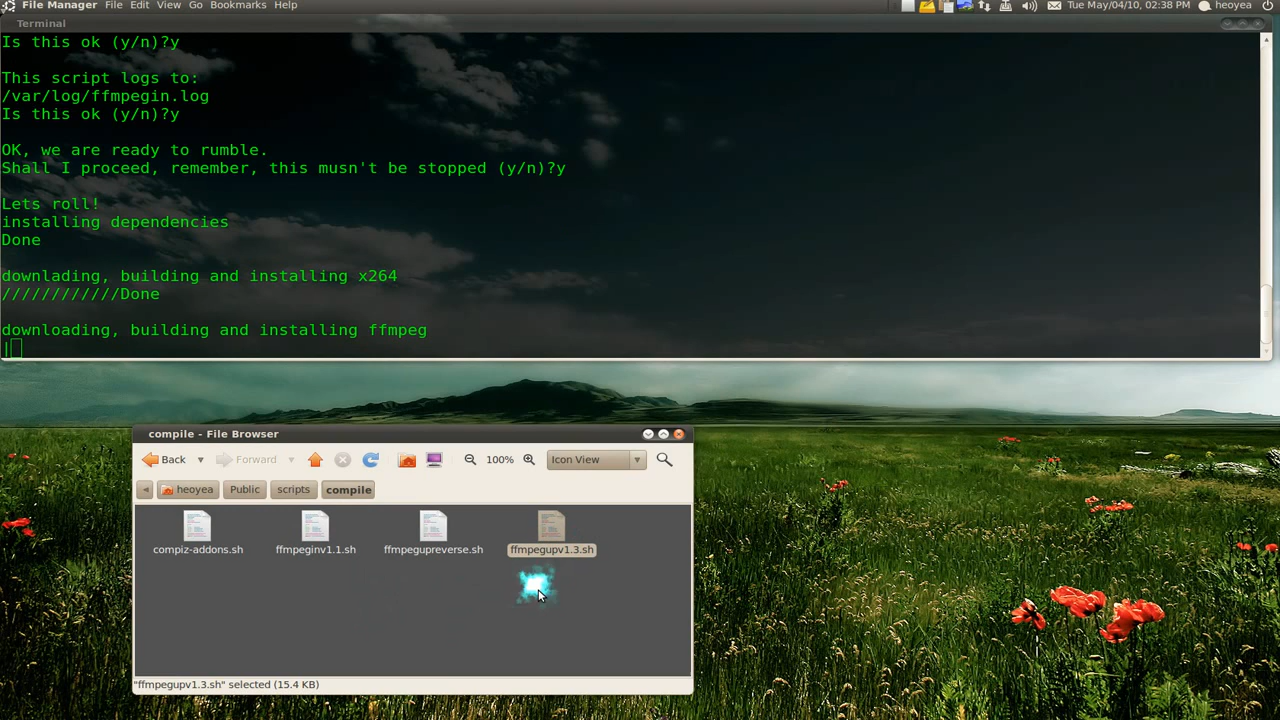 File Manager File Edit View Go Bookmarks Help Tue May/04/10, 02:38 PM heoyea
Terminal
Is this ok (y/n)?y
This script logs to:
/var/log/ffmpegin.log
Is this ok (y/n)?y
OK, we are ready to rumble.
Shall I proceed, remember, this musn't be stopped (y/n)?y
Lets roll!
installing dependencies
Done
downlading, building and installing x264
////////////Done
downloading, building and installing ffmpeg
|
compile - File Browser
Back Forward 100% Icon View
heoyea Public scripts compile
compiz-addons.sh ffmpeginv1.1.sh ffmpegupreverse.sh ffmpegupv1.3.sh
"ffmpegupv1.3.sh" selected (15.4 KB)